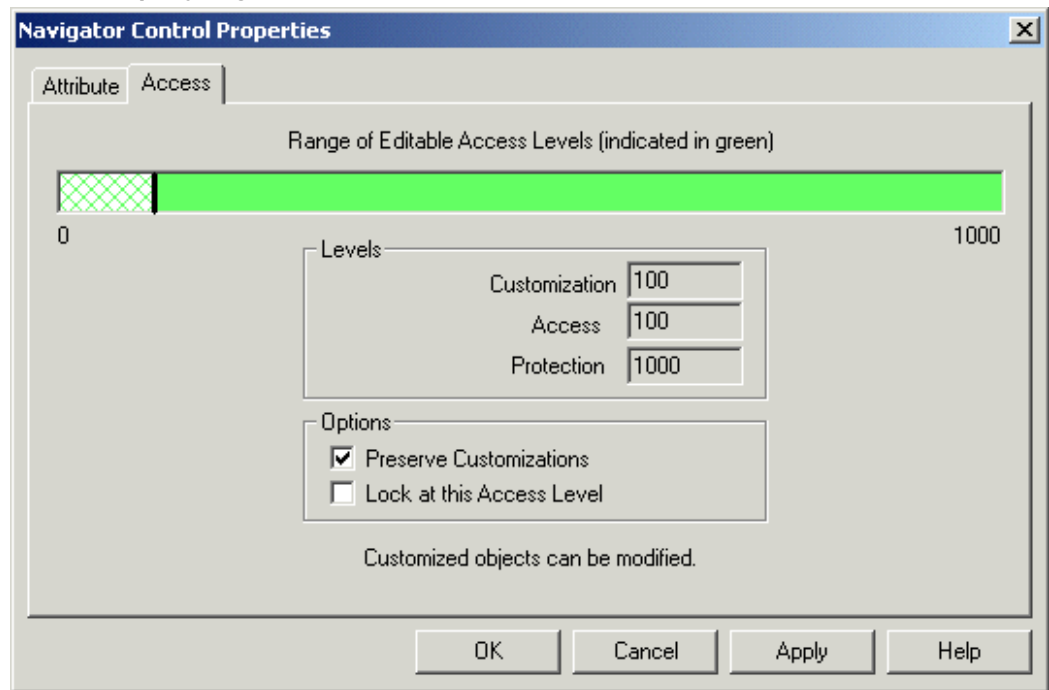 Navigator Control Properties
Attribute Access
Range of Editable Access Levels (indicated in green)
0 1000
Levels
Customization 100
Access 100
Protection 1000
Options
Preserve Customizations
Lock at this Access Level
Customized objects can be modified.
OK Cancel Apply Help